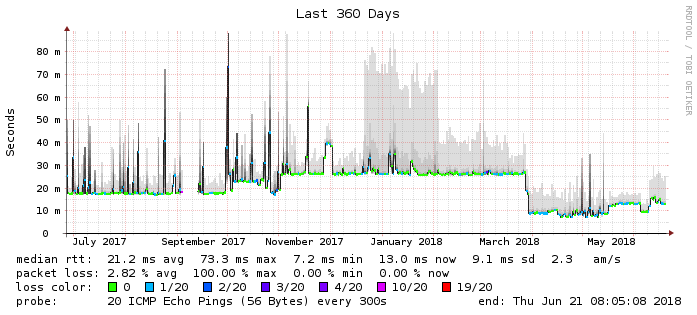 Last 360 Days
RRDTOOL / TOBI OETIKER
Seconds
80 m
70 m
60 m
50 m
40 m
30 m
20 m
10 m
0
July 2017 September 2017 November 2017 January 2018 March 2018 May 2018
median rtt: 21.2 ms avg 73.3 ms max 7.2 ms min 13.0 ms now 9.1 ms sd 2.3 am/s
packet loss: 2.82 % avg 100.00 % max 0.00 % min 0.00 % now
loss color: 0 1/20 2/20 3/20 4/20 10/20 19/20
probe: 20 ICMP Echo Pings (56 Bytes) every 300s end: Thu Jun 21 08:05:08 2018